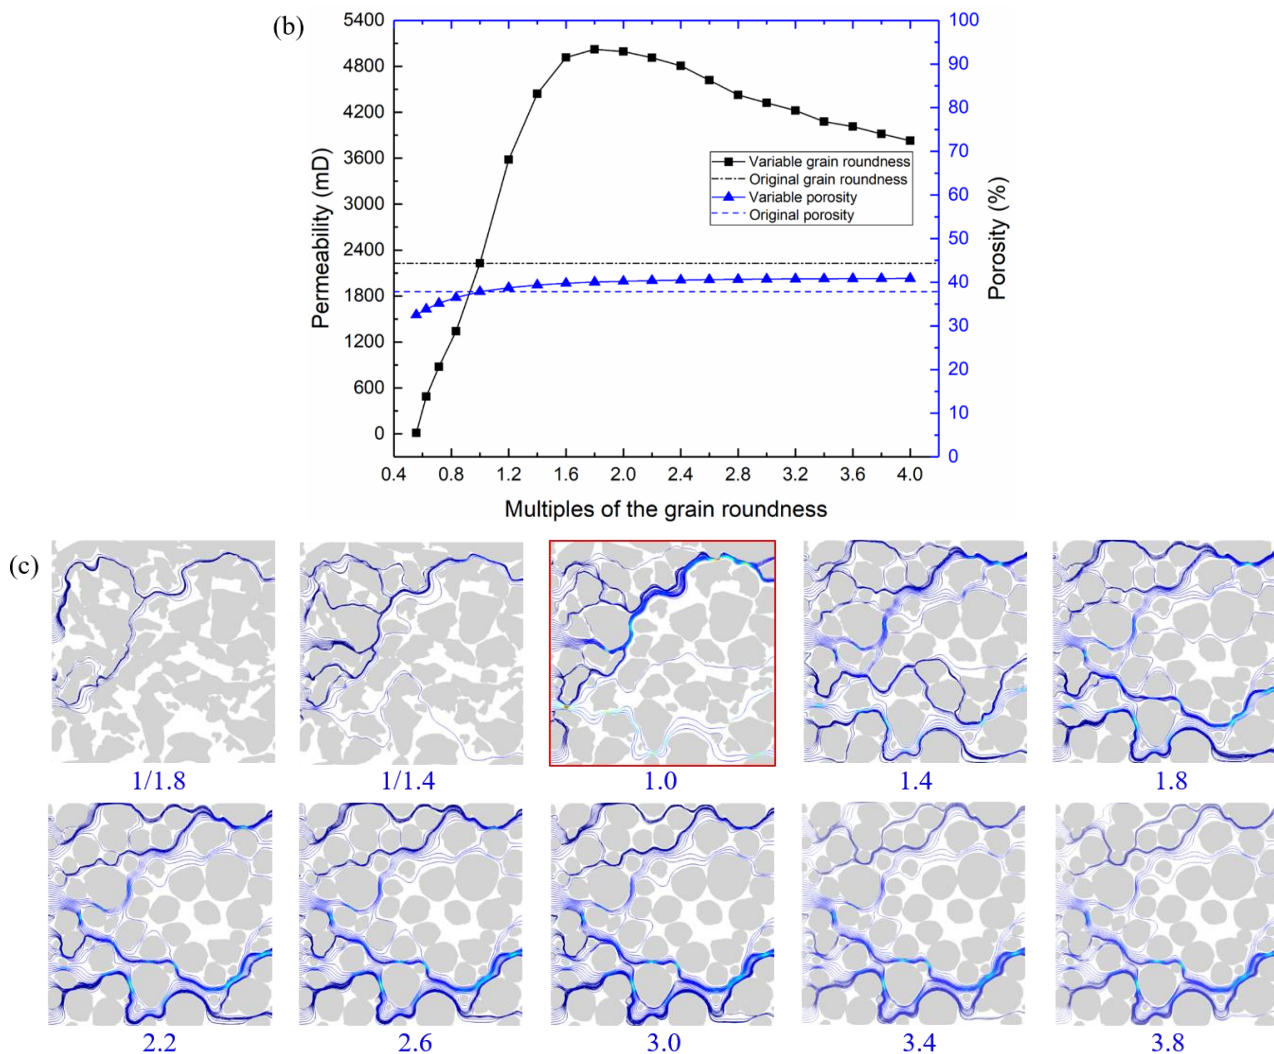 (b)
5400
4800
4200
3600
3000
2400
1800
1200
600
0
Permeability (mD)
100
90
80
70
60
50
40
30
20
10
0
Porosity (%)
Variable grain roundness
Original grain roundness
Variable porosity
Original porosity
0.4 0.8 1.2 1.6 2.0 2.4 2.8 3.2 3.6 4.0
Multiples of the grain roundness
(c)
1/1.8 1/1.4 1.0 1.4 1.8
2.2 2.6 3.0 3.4 3.8